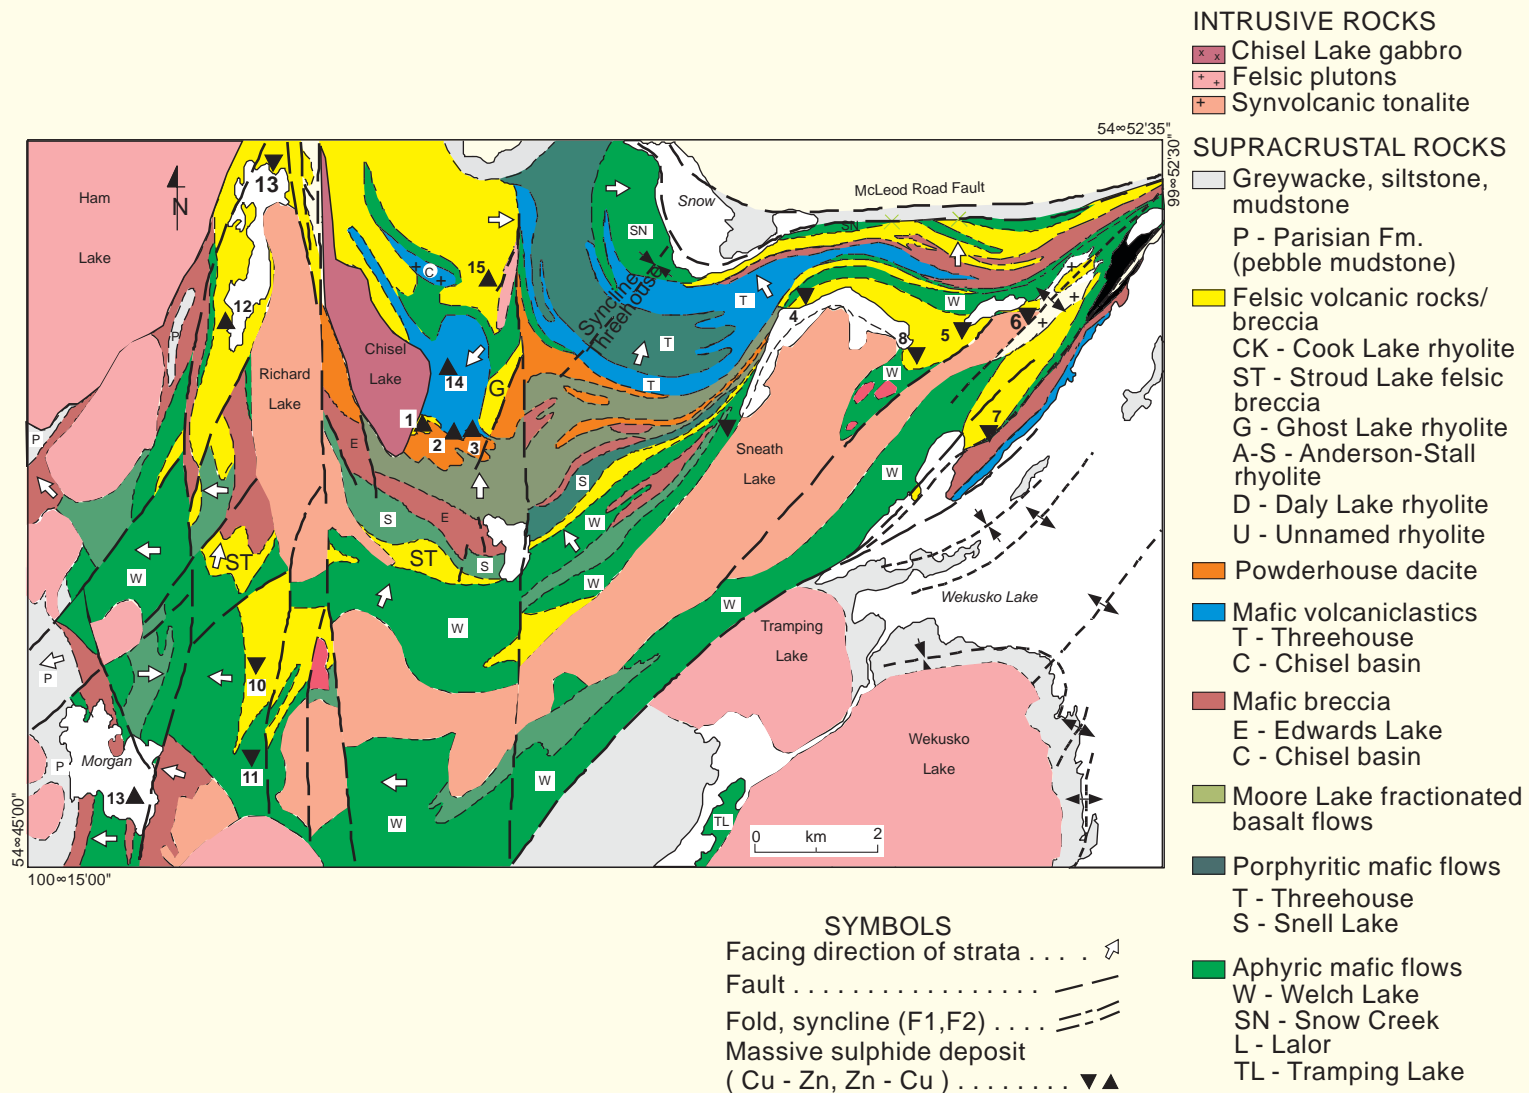 INTRUSIVE ROCKS
x x Chisel Lake gabbro
+ + Felsic plutons
+ Synvolcanic tonalite
SUPRACRUSTAL ROCKS
Greywacke, siltstone,
mudstone
P - Parisian Fm.
(pebble mudstone)
Felsic volcanic rocks/
breccia
CK - Cook Lake rhyolite
ST - Stroud Lake felsic
breccia
G - Ghost Lake rhyolite
A-S - Anderson-Stall
rhyolite
D - Daly Lake rhyolite
U - Unnamed rhyolite
Powderhouse dacite
Mafic volcaniclastics
T - Threehouse
C - Chisel basin
Mafic breccia
E - Edwards Lake
C - Chisel basin
Moore Lake fractionated
basalt flows
Porphyritic mafic flows
T - Threehouse
S - Snell Lake
Aphyric mafic flows
W - Welch Lake
SN - Snow Creek
L - Lalor
TL - Tramping Lake
54∞52'35"
99∞52'30"
54∞45'00"
100∞15'00"
N
Ham
Lake
13
12
P
P
Richard
Lake
Chisel
Lake
C
15
14
G
1
2
3
E
E
S
S
ST
ST
SN
Snow
Syncline
Threehouse
McLeod Road Fault
SN
T
T
T
W
4
5
6
8
7
W
W
Sneath
Lake
S
W
W
W
W
W
10
11
P
P
Morgan
13
W
W
TL
Tramping
Lake
Wekusko Lake
Wekusko
Lake
0 km 2
SYMBOLS
Facing direction of strata . . . .
Fault . . . . . . . . . . . . . . . . . .
Fold, syncline (F1,F2) . . . .
Massive sulphide deposit
( Cu - Zn, Zn - Cu ) . . . . . . . .